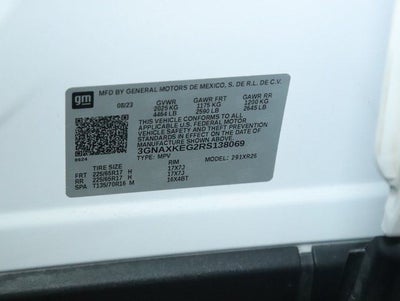 gm
MFD BY GENERAL MOTORS DE MEXICO, S. DE R.L. DE C.V.
08/23 GVWR GAWR FRT GAWR RR
2025 KG 1175 KG 1200 KG
4464 LB 2590 LB 2645 LB
THIS VEHICLE CONFORMS TO ALL APPLICABLE
U.S. FEDERAL MOTOR VEHICLE
SAFETY AND THEFT PREVENTION
STANDARDS IN EFFECT ON THE DATE
OF MANUFACTURE SHOWN ABOVE.
3GNAXKEG2RS138069
TYPE: MPV MODEL: 291XR26
TIRE SIZE RIM
FRT 225/65R17 H 17X7J
RR 225/65R17 H 17X7J
SPA T135/70R16 M 16X4BT